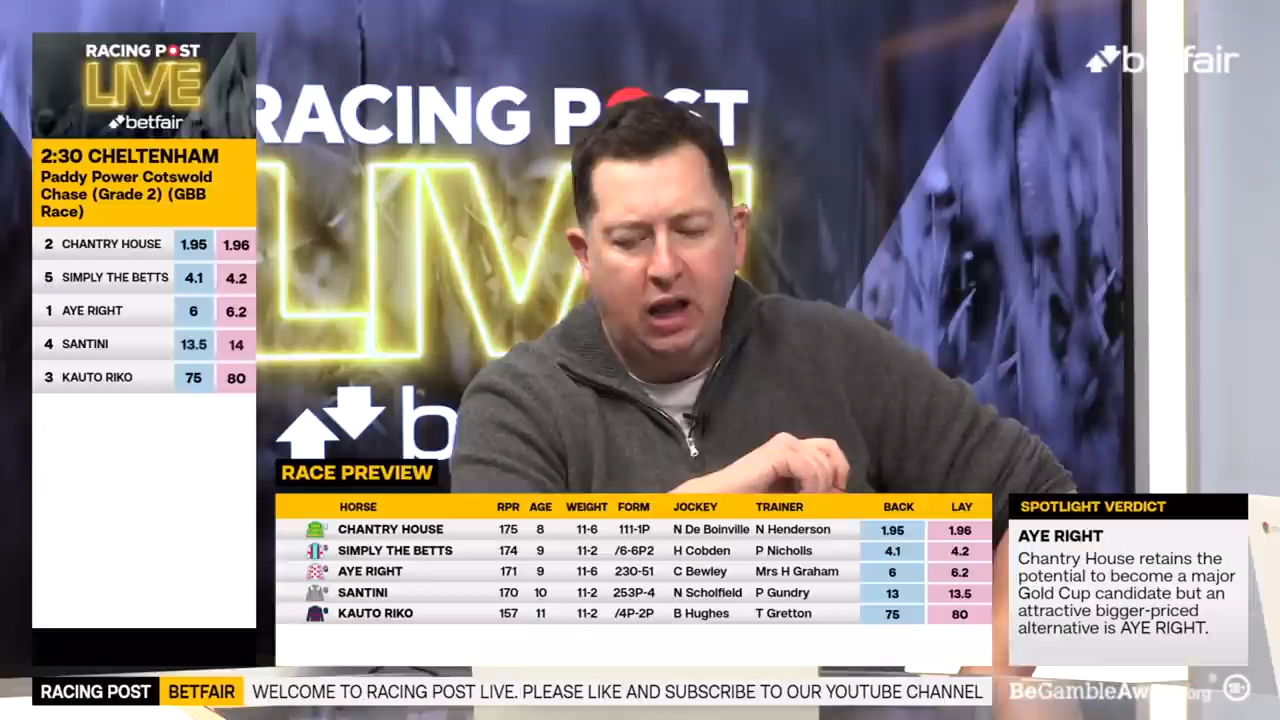 RACING POST
LIVE
betfair
2:30 CHELTENHAM
Paddy Power Cotswold
Chase (Grade 2) (GBB
Race)
2 CHANTRY HOUSE 1.95 1.96
5 SIMPLY THE BETTS 4.1 4.2
1 AYE RIGHT 6 6.2
4 SANTINI 13.5 14
3 KAUTO RIKO 75 80
RACING POST
LIV
b
betfair
RACE PREVIEW
HORSE RPR AGE WEIGHT FORM JOCKEY TRAINER BACK LAY
CHANTRY HOUSE 175 8 11-6 111-1P N De Boinville N Henderson 1.95 1.96
SIMPLY THE BETTS 174 9 11-2 /6-6P2 H Cobden P Nicholls 4.1 4.2
AYE RIGHT 171 9 11-6 230-51 C Bewley Mrs H Graham 6 6.2
SANTINI 170 10 11-2 253P-4 N Scholfield P Gundry 13 13.5
KAUTO RIKO 157 11 11-2 /4P-2P B Hughes T Gretton 75 80
SPOTLIGHT VERDICT
AYE RIGHT
Chantry House retains the
potential to become a major
Gold Cup candidate but an
attractive bigger-priced
alternative is AYE RIGHT.
RACING POST BETFAIR WELCOME TO RACING POST LIVE. PLEASE LIKE AND SUBSCRIBE TO OUR YOUTUBE CHANNEL
BeGambleAware.org 18+